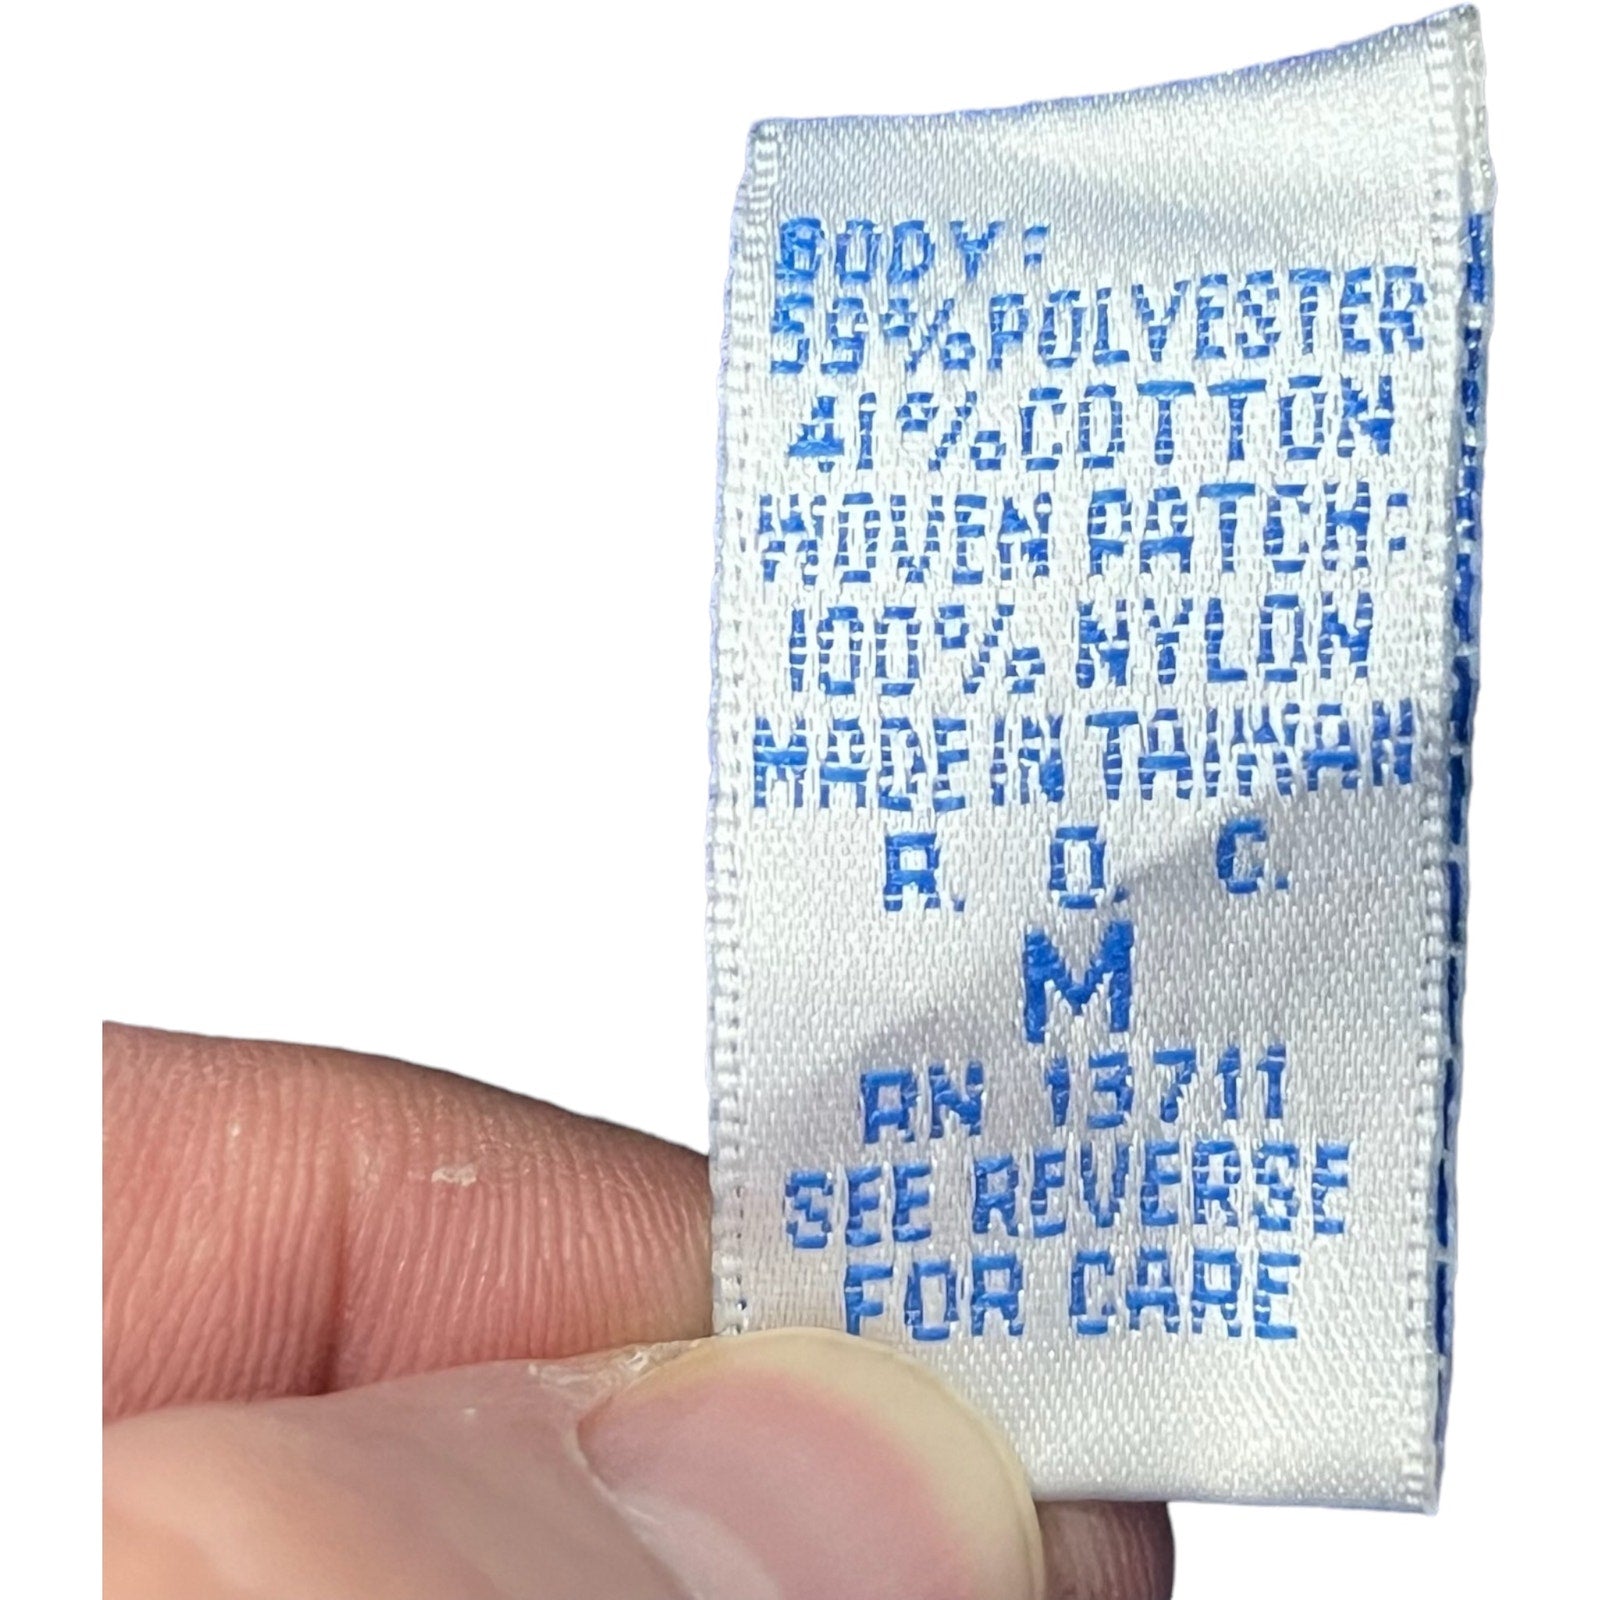 BODY:
59%POLYESTER
41%COTTON
WOVEN PATCH:
100% NYLON
MADE IN TAIWAN
R. O. C.
M
RN 13711
SEE REVERSE
FOR CARE